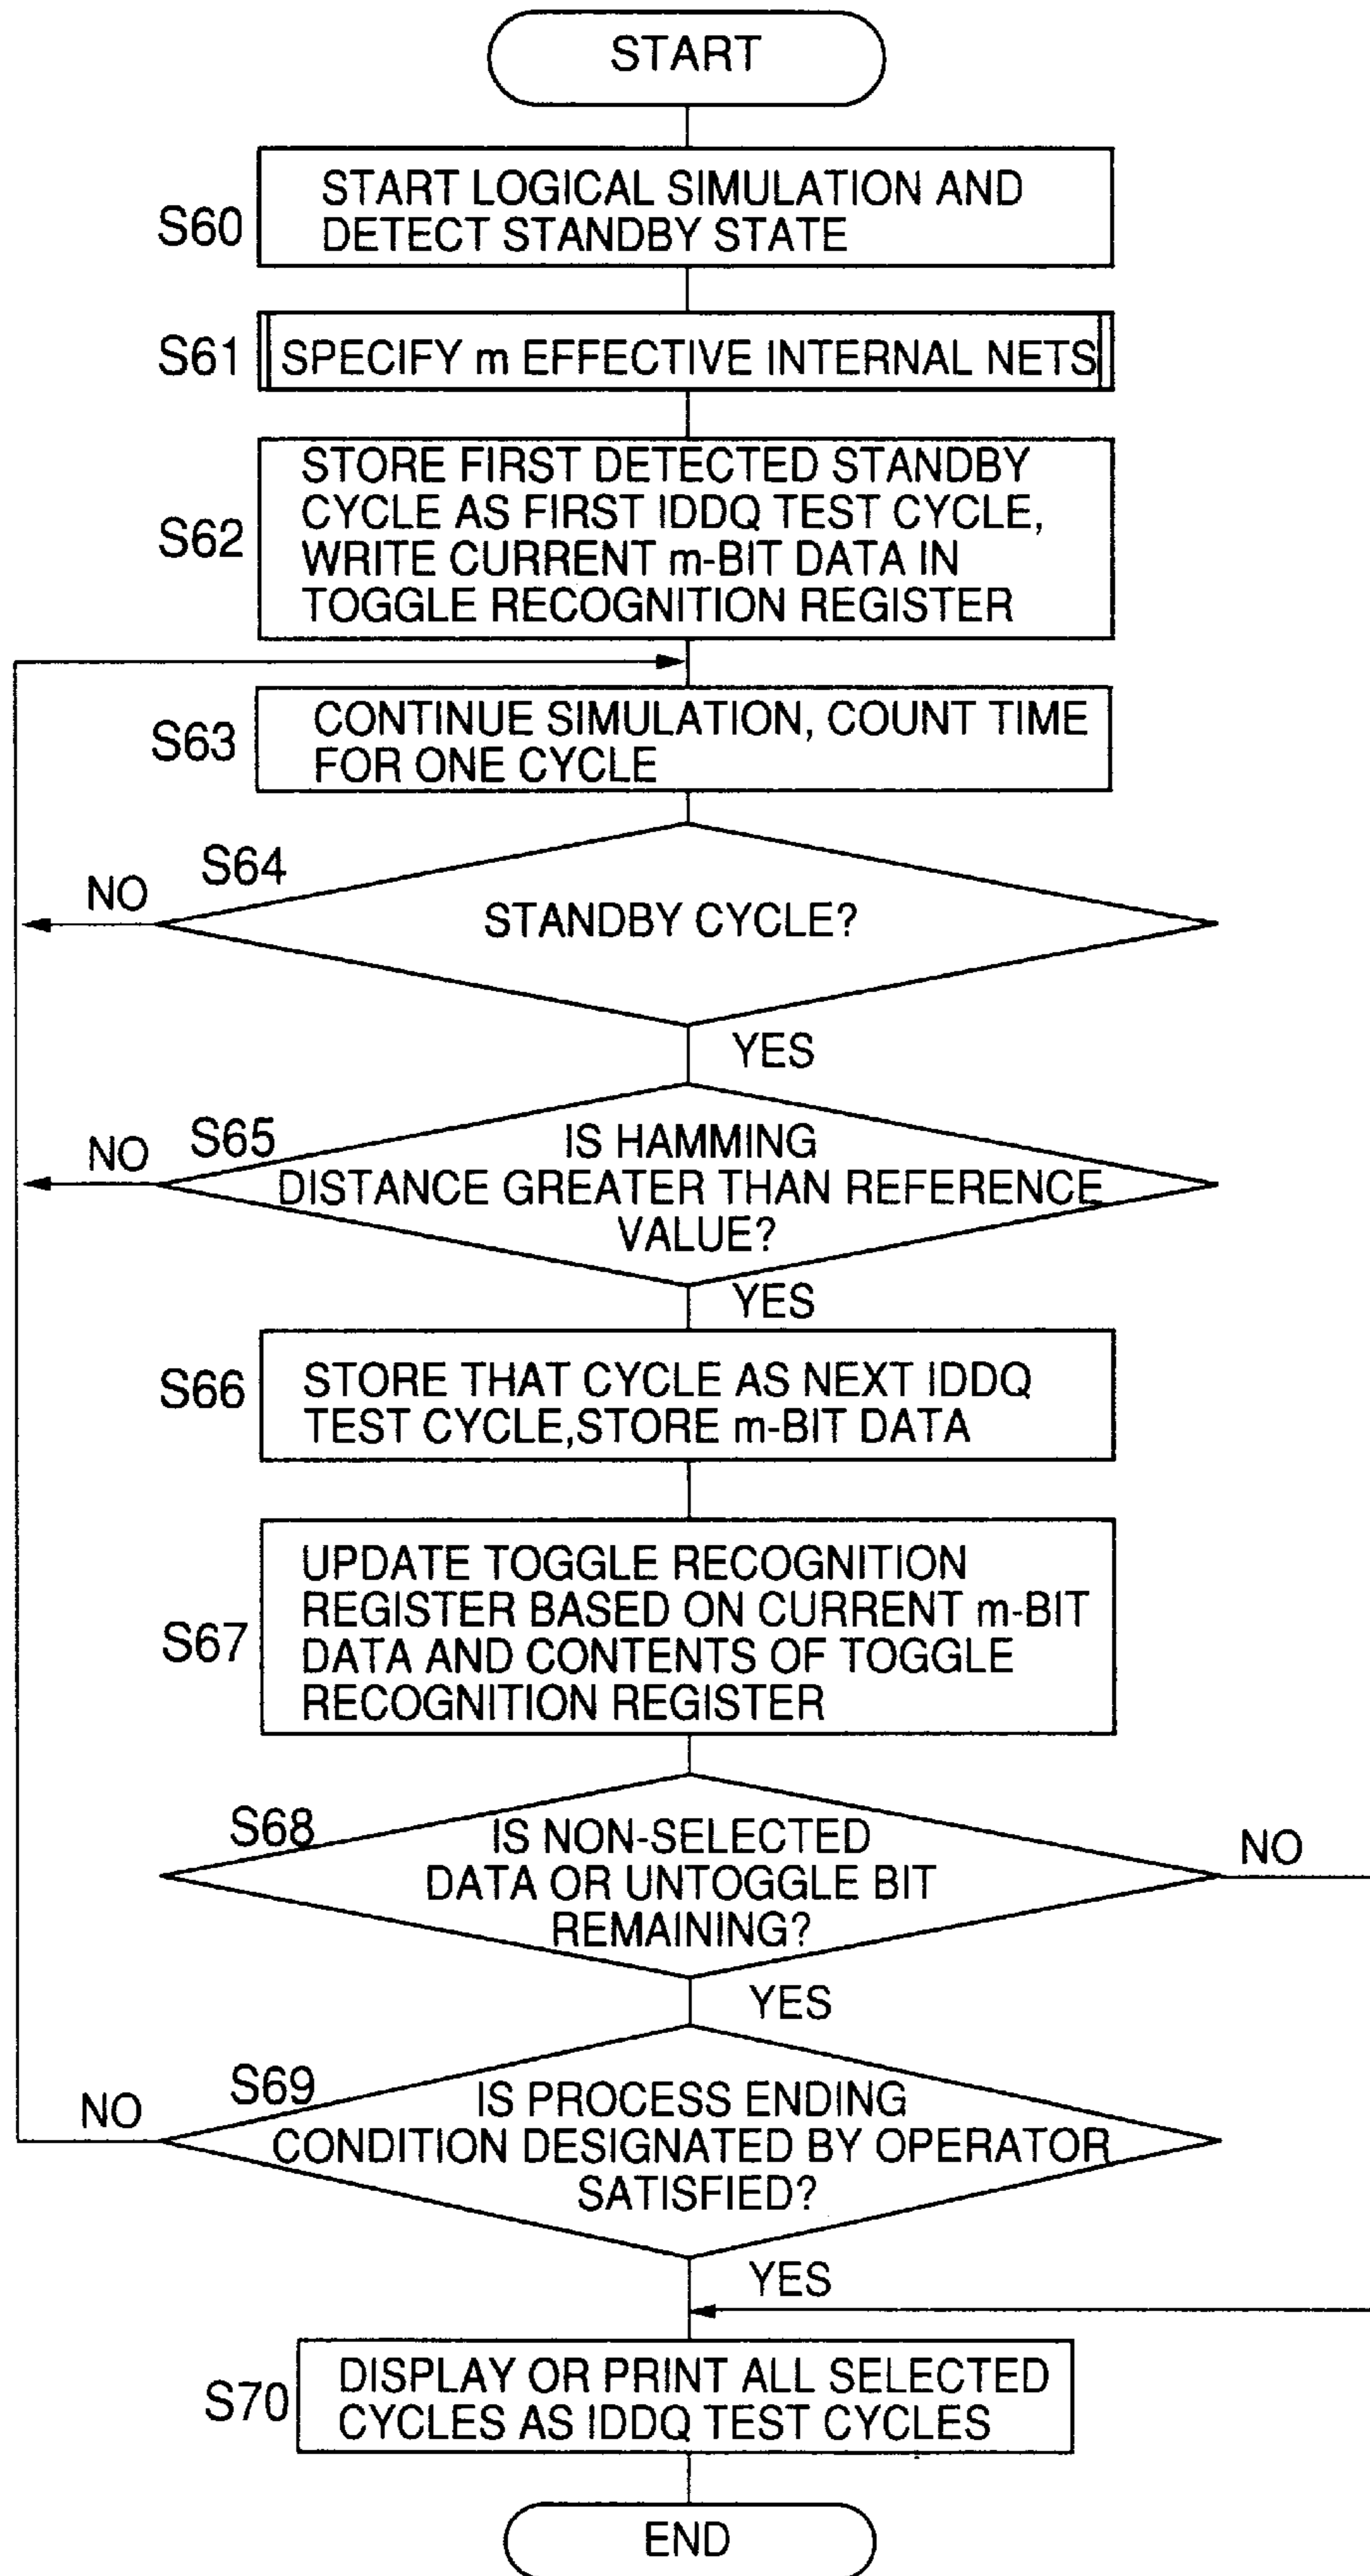 START
S60
START LOGICAL SIMULATION AND
DETECT STANDBY STATE
S61
SPECIFY m EFFECTIVE INTERNAL NETS
S62
STORE FIRST DETECTED STANDBY
CYCLE AS FIRST IDDQ TEST CYCLE,
WRITE CURRENT m-BIT DATA IN
TOGGLE RECOGNITION REGISTER
S63
CONTINUE SIMULATION, COUNT TIME
FOR ONE CYCLE
S64
NO
STANDBY CYCLE?
YES
S65
NO
IS HAMMING
DISTANCE GREATER THAN REFERENCE
VALUE?
YES
S66
STORE THAT CYCLE AS NEXT IDDQ
TEST CYCLE,STORE m-BIT DATA
S67
UPDATE TOGGLE RECOGNITION
REGISTER BASED ON CURRENT m-BIT
DATA AND CONTENTS OF TOGGLE
RECOGNITION REGISTER
S68
IS NON-SELECTED
DATA OR UNTOGGLE BIT
REMAINING?
NO
YES
S69
NO
IS PROCESS ENDING
CONDITION DESIGNATED BY OPERATOR
SATISFIED?
YES
S70
DISPLAY OR PRINT ALL SELECTED
CYCLES AS IDDQ TEST CYCLES
END